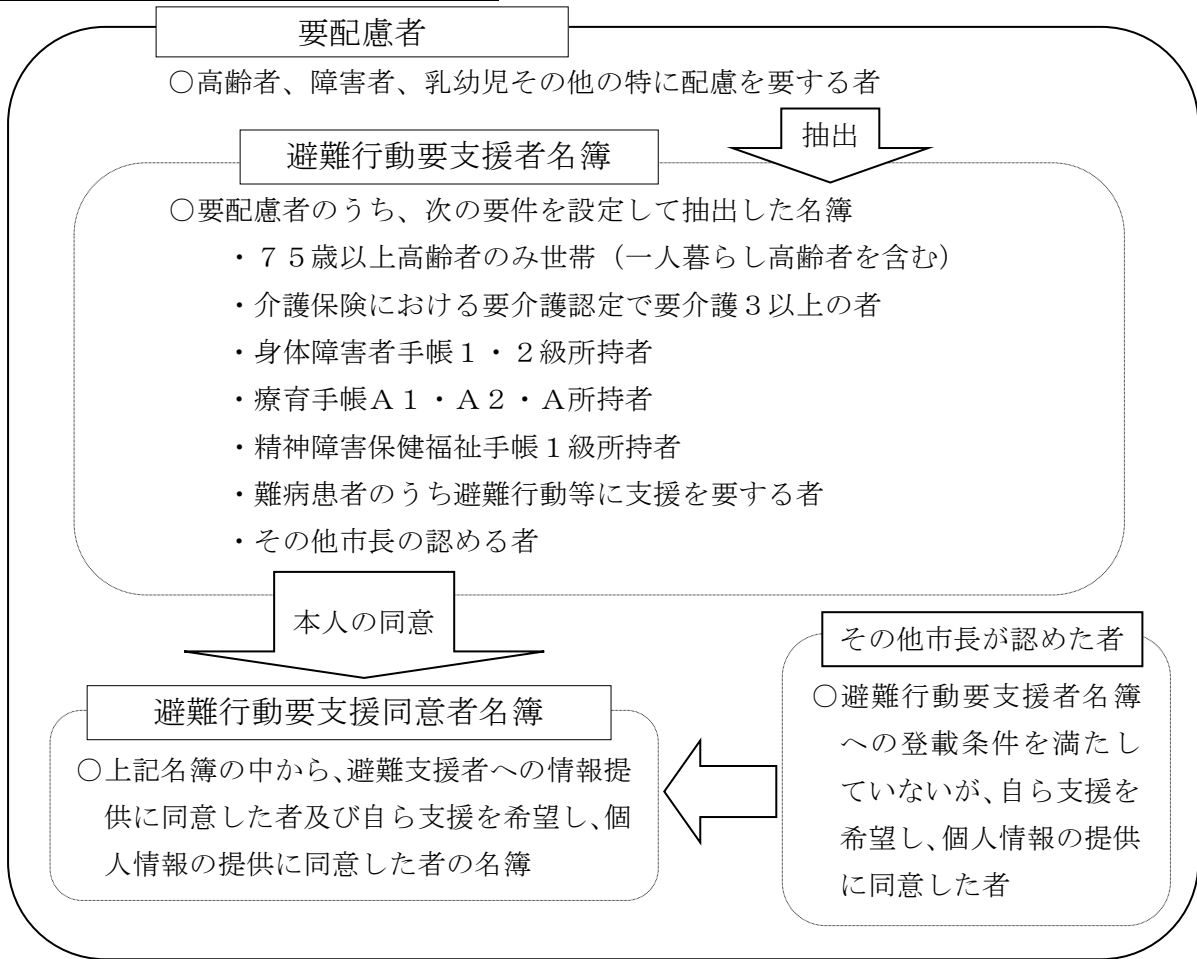 要配慮者
○高齢者、障害者、乳幼児その他の特に配慮を要する者
抽出
避難行動要支援者名簿
○要配慮者のうち、次の要件を設定して抽出した名簿
・７５歳以上高齢者のみ世帯（一人暮らし高齢者を含む）
・介護保険における要介護認定で要介護３以上の者
・身体障害者手帳１・２級所持者
・療育手帳Ａ１・Ａ２・Ａ所持者
・精神障害保健福祉手帳１級所持者
・難病患者のうち避難行動等に支援を要する者
・その他市長の認める者
本人の同意
避難行動要支援同意者名簿
○上記名簿の中から、避難支援者への情報提
供に同意した者及び自ら支援を希望し、個
人情報の提供に同意した者の名簿
その他市長が認めた者
○避難行動要支援者名簿
への登載条件を満たし
ていないが、自ら支援を
希望し、個人情報の提供
に同意した者